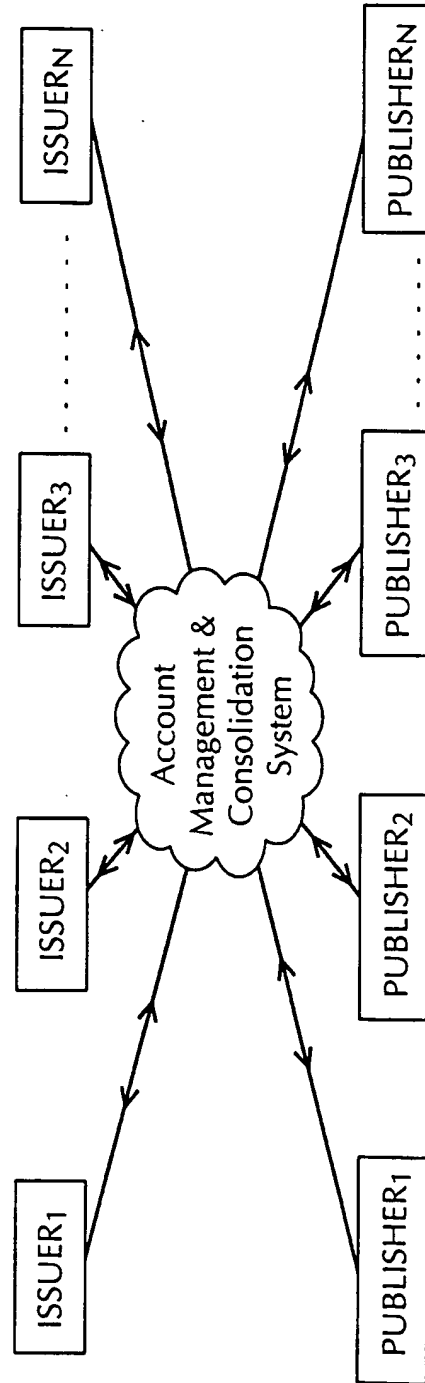 ISSUER₁
ISSUER₂
ISSUER₃
ISSUERN
Account
Management &
Consolidation
System
PUBLISHER₁
PUBLISHER₂
PUBLISHER₃
PUBLISHERN